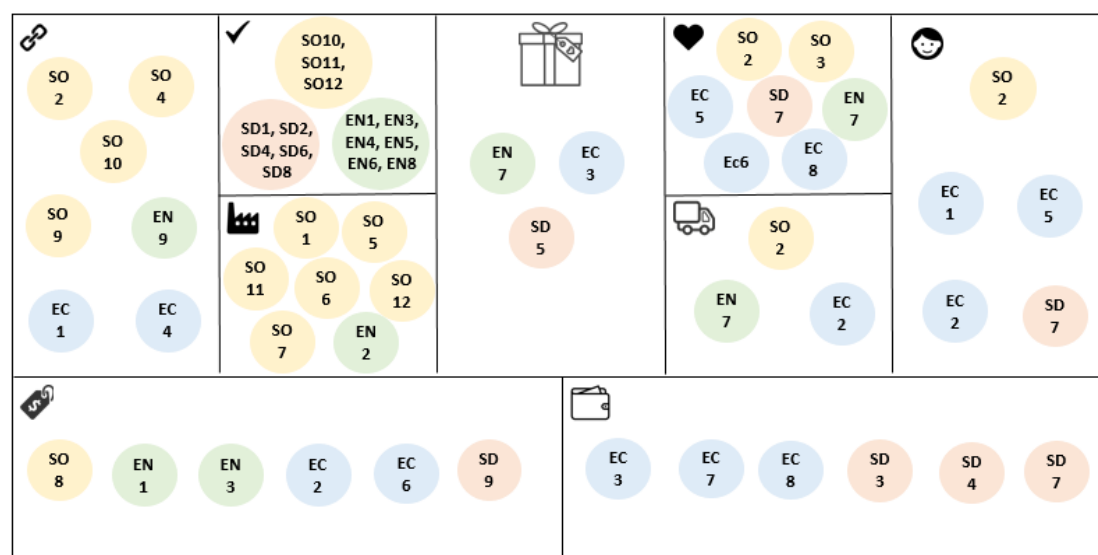 SO
2
SO
4
SO
10
SO
9
EN
9
EC
1
EC
4
SO10,
SO11,
SO12
SD1, SD2,
SD4, SD6,
SD8
EN1, EN3,
EN4, EN5,
EN6, EN8
SO
1
SO
5
SO
11
SO
6
SO
12
SO
7
EN
2
EN
7
EC
3
SD
5
SO
2
SO
3
EC
5
SD
7
EN
7
Ec6
EC
8
SO
2
EN
7
EC
2
SO
2
EC
1
EC
5
EC
2
SD
7
$
SO
8
EN
1
EN
3
EC
2
EC
6
SD
9
EC
3
EC
7
EC
8
SD
3
SD
4
SD
7